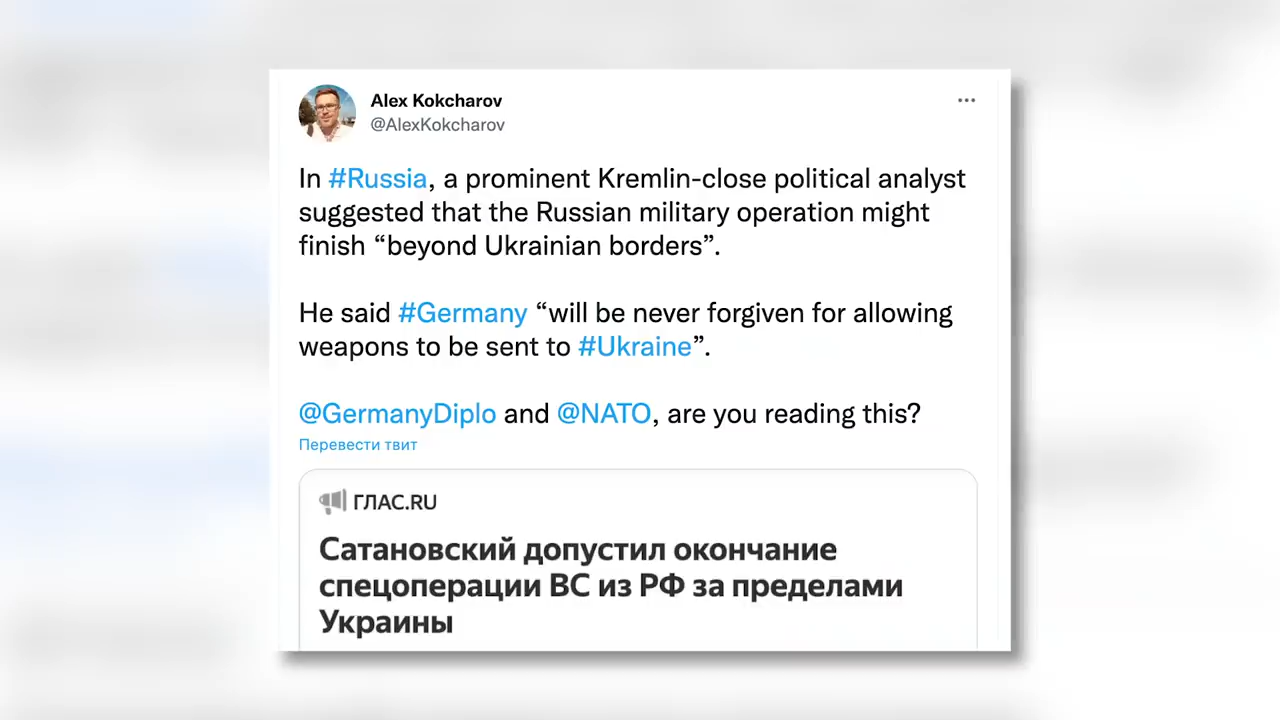 Alex Kokcharov
@AlexKokcharov
In #Russia, a prominent Kremlin-close political analyst
suggested that the Russian military operation might
finish “beyond Ukrainian borders”.
He said #Germany “will be never forgiven for allowing
weapons to be sent to #Ukraine”.
@GermanyDiplo and @NATO, are you reading this?
Перевести твит
ГЛАС.RU
Сатановский допустил окончание
спецоперации ВС из РФ за пределами
Украины